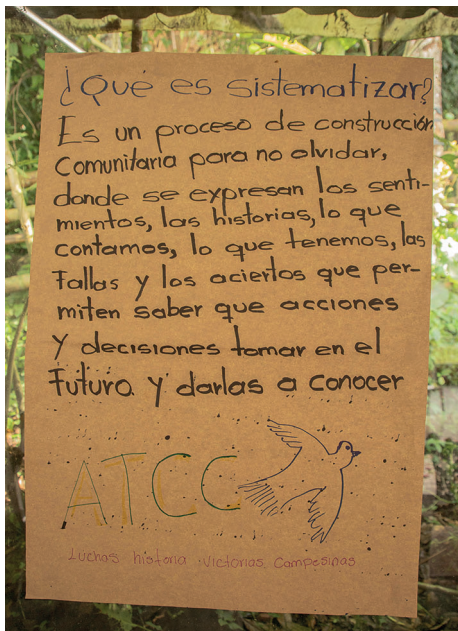 ¿Qué es sistematizar?
Es un proceso de construcción
comunitaria para no olvidar,
donde se expresan los senti-
mientos, las historias, lo que
contamos, lo que tenemos, las
Fallas y los aciertos que per-
miten saber que acciones
y decisiones tomar en el
Futuro. y darlas a conocer
ATCC
Luchas historia victorias, Campesinas